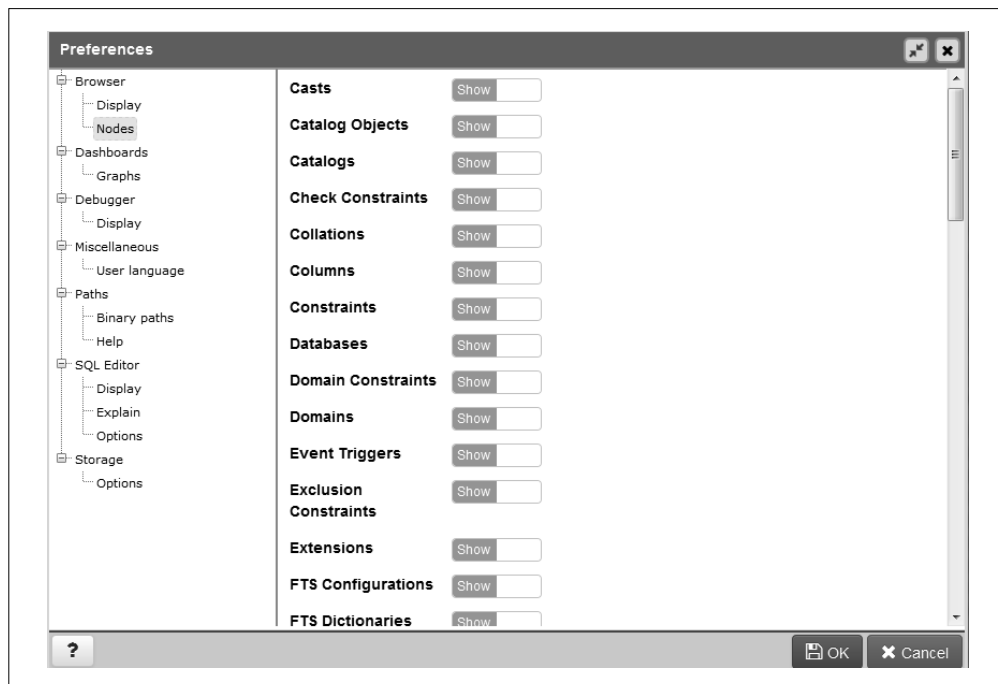 Preferences
Browser
Display
Nodes
Dashboards
Graphs
Debugger
Display
Miscellaneous
User language
Paths
Binary paths
Help
SQL Editor
Display
Explain
Options
Storage
Options
Casts Show
Catalog Objects Show
Catalogs Show
Check Constraints Show
Collations Show
Columns Show
Constraints Show
Databases Show
Domain Constraints Show
Domains Show
Event Triggers Show
Exclusion Show
Constraints
Extensions Show
FTS Configurations Show
FTS Dictionaries Show
? OK Cancel